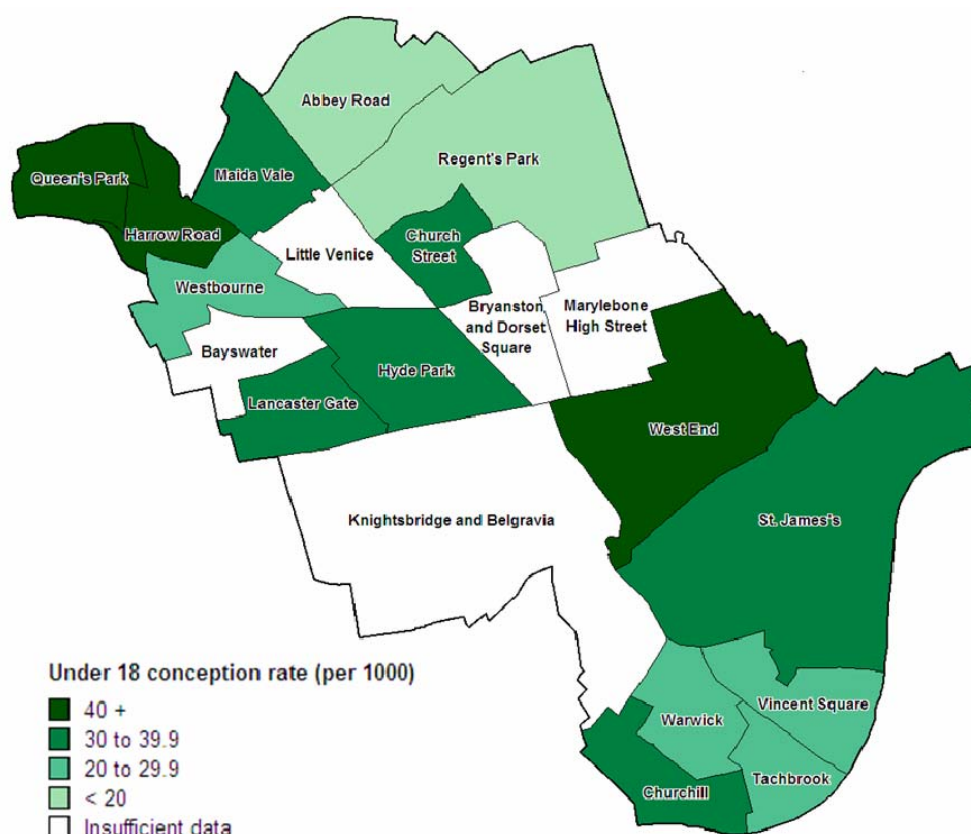 Abbey Road
Regent's Park
Queen's Park
Maida Vale
Harrow Road
Church
Street
Little Venice
Westbourne
Bryanston
and Dorset
Square
Marylebone
High Street
Bayswater
Hyde Park
Lancaster Gate
West End
Knightsbridge and Belgravia
St. James's
Under 18 conception rate (per 1000)
40 +
30 to 39.9
20 to 29.9
< 20
Insufficient data
Vincent Square
Warwick
Tachbrook
Churchill